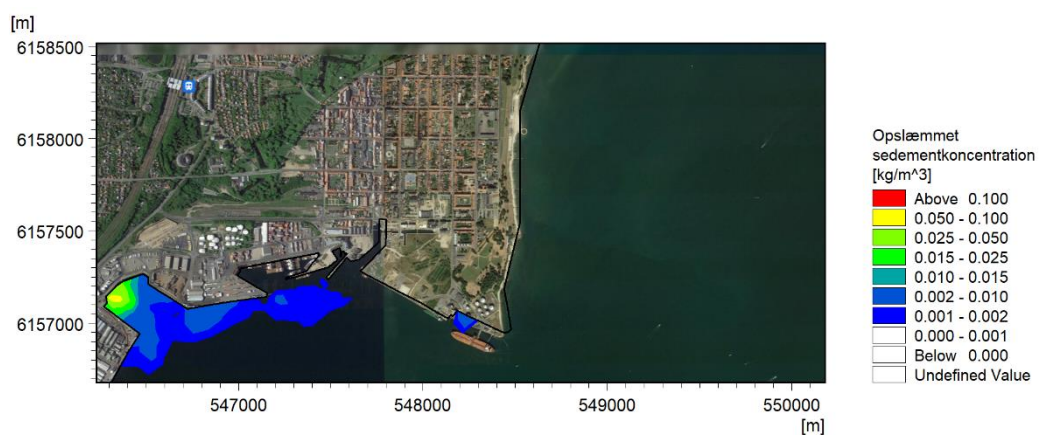 [m]
6158500
6158000
6157500
6157000
547000 548000 549000 550000
[m]
Opslæmmet
sedementkoncentration
[kg/m^3]
Above 0.100
0.050 - 0.100
0.025 - 0.050
0.015 - 0.025
0.010 - 0.015
0.002 - 0.010
0.001 - 0.002
0.000 - 0.001
Below 0.000
Undefined Value